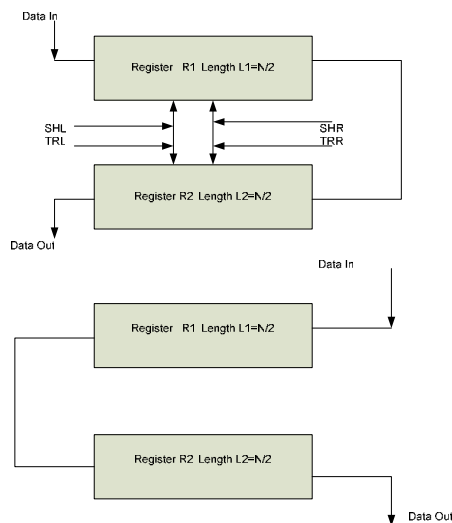 Data In
Register R1 Length L1=N/2
SHL
TRL
SHR
TRR
Register R2 Length L2=N/2
Data Out
Data In
Register R1 Length L1=N/2
Register R2 Length L2=N/2
Data Out